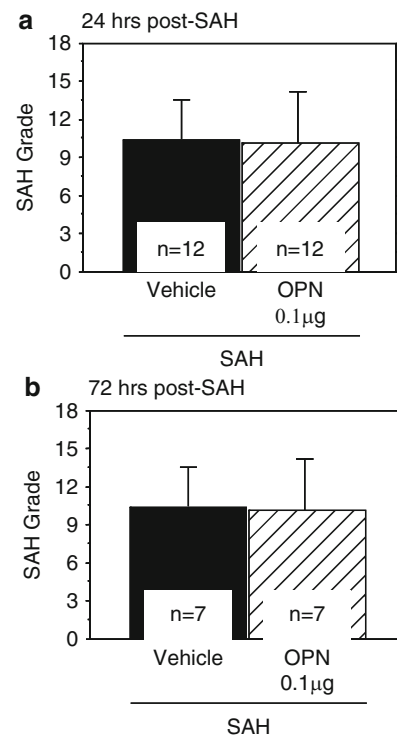 a 24 hrs post-SAH
18
15
12
9
6
3
0
SAH Grade
n=12 n=12
Vehicle OPN
0.1μg
SAH
b 72 hrs post-SAH
18
15
12
9
6
3
0
SAH Grade
n=7 n=7
Vehicle OPN
0.1μg
SAH